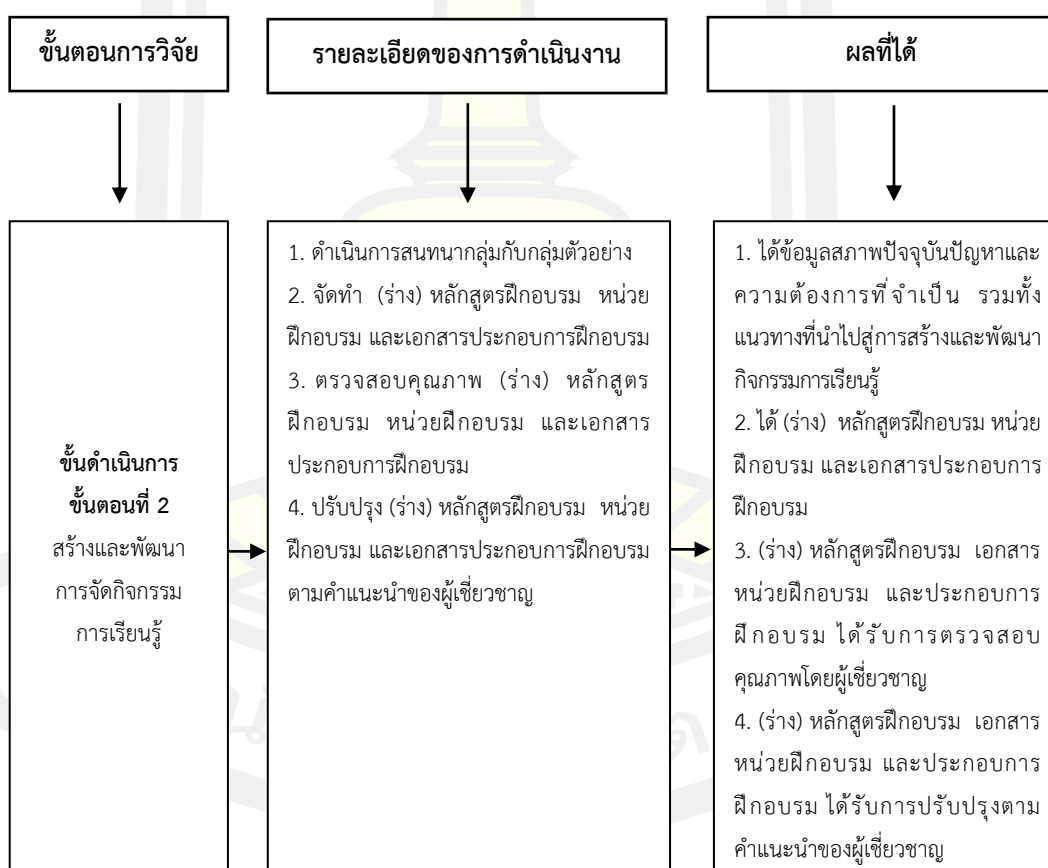 ขั้นตอนการวิจัย
รายละเอียดของการดำเนินงาน
ผลที่ได้
ขั้นดำเนินการ
ขั้นตอนที่ 2
สร้างและพัฒนา
การจัดกิจกรรม
การเรียนรู้
1. ดำเนินการสนทนากลุ่มกับกลุ่มตัวอย่าง
2. จัดทำ (ร่าง) หลักสูตรฝึกอบรม หน่วย
ฝึกอบรม และเอกสารประกอบการฝึกอบรม
3. ตรวจสอบคุณภาพ (ร่าง) หลักสูตร
ฝึกอบรม หน่วยฝึกอบรม และเอกสาร
ประกอบการฝึกอบรม
4. ปรับปรุง (ร่าง) หลักสูตรฝึกอบรม หน่วย
ฝึกอบรม และเอกสารประกอบการฝึกอบรม
ตามคำแนะนำของผู้เชี่ยวชาญ
1. ได้ข้อมูลสภาพปัจจุบันปัญหาและ
ความต้องการที่จำเป็น รวมทั้ง
แนวทางที่นำไปสู่การสร้างและพัฒนา
กิจกรรมการเรียนรู้
2. ได้ (ร่าง) หลักสูตรฝึกอบรม หน่วย
ฝึกอบรม และเอกสารประกอบการ
ฝึกอบรม
3. (ร่าง) หลักสูตรฝึกอบรม เอกสาร
หน่วยฝึกอบรม และประกอบการ
ฝึกอบรม ได้รับการตรวจสอบ
คุณภาพโดยผู้เชี่ยวชาญ
4. (ร่าง) หลักสูตรฝึกอบรม เอกสาร
หน่วยฝึกอบรม และประกอบการ
ฝึกอบรม ได้รับการปรับปรุงตาม
คำแนะนำของผู้เชี่ยวชาญ